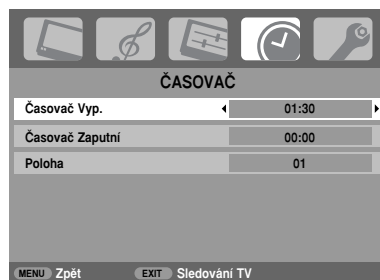 ČASOVAČ
Časovač Vyp. 01:30
Časovač Zaputní 00:00
Poloha 01
MENU Zpět EXIT Sledování TV